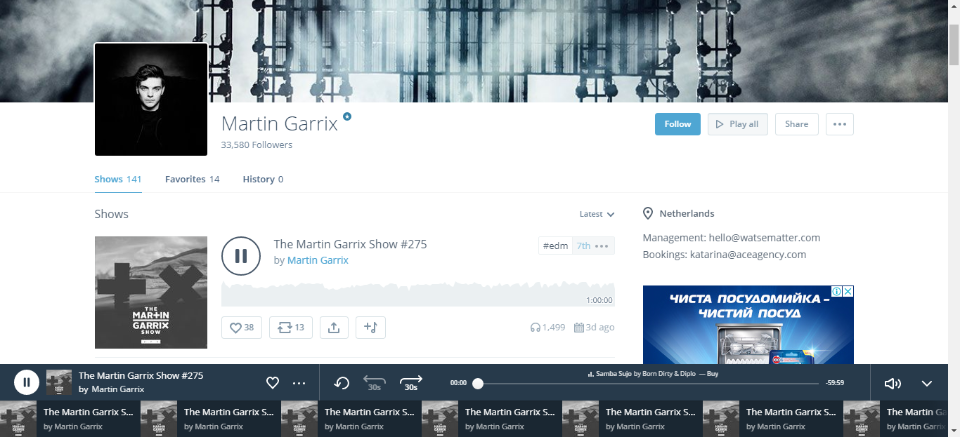 Martin Garrix
33,580 Followers
Follow
Play all
Share
Shows 141
Favorites 14
History 0
Shows
Latest
Netherlands
Management: hello@watsematter.com
Bookings: katarina@aceagency.com
THE
MAR+IN
GARRIX
SHOW
The Martin Garrix Show #275
by Martin Garrix
#edm 7th
1:00:00
38
13
1,499
3d ago
ЧИСТА ПОСУДОМИЙКА –
ЧИСТИЙ ПОСУД
The Martin Garrix Show #275
by Martin Garrix
30s
30s
00:00
Samba Sujo by Born Dirty & Diplo — Buy
-59:59
The Martin Garrix S...
by Martin Garrix
The Martin Garrix S...
by Martin Garrix
The Martin Garrix S...
by Martin Garrix
The Martin Garrix S...
by Martin Garrix
The Martin Garrix S...
by Martin Garrix
The Martin Garrix S...
by Martin Garrix
The Martin
by Martin Garrix